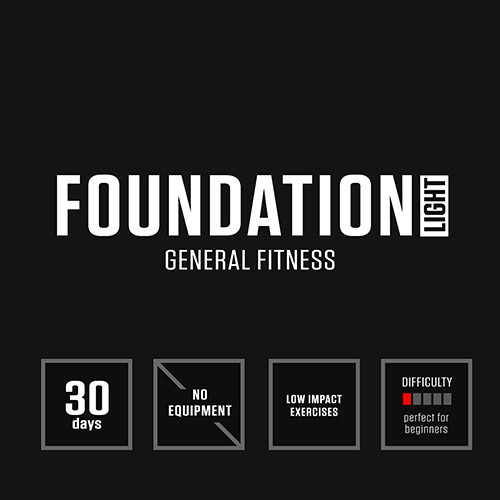 FOUNDATION LIGHT
GENERAL FITNESS
30
days
NO
EQUIPMENT
LOW IMPACT
EXERCISES
DIFFICULTY
perfect for
beginners